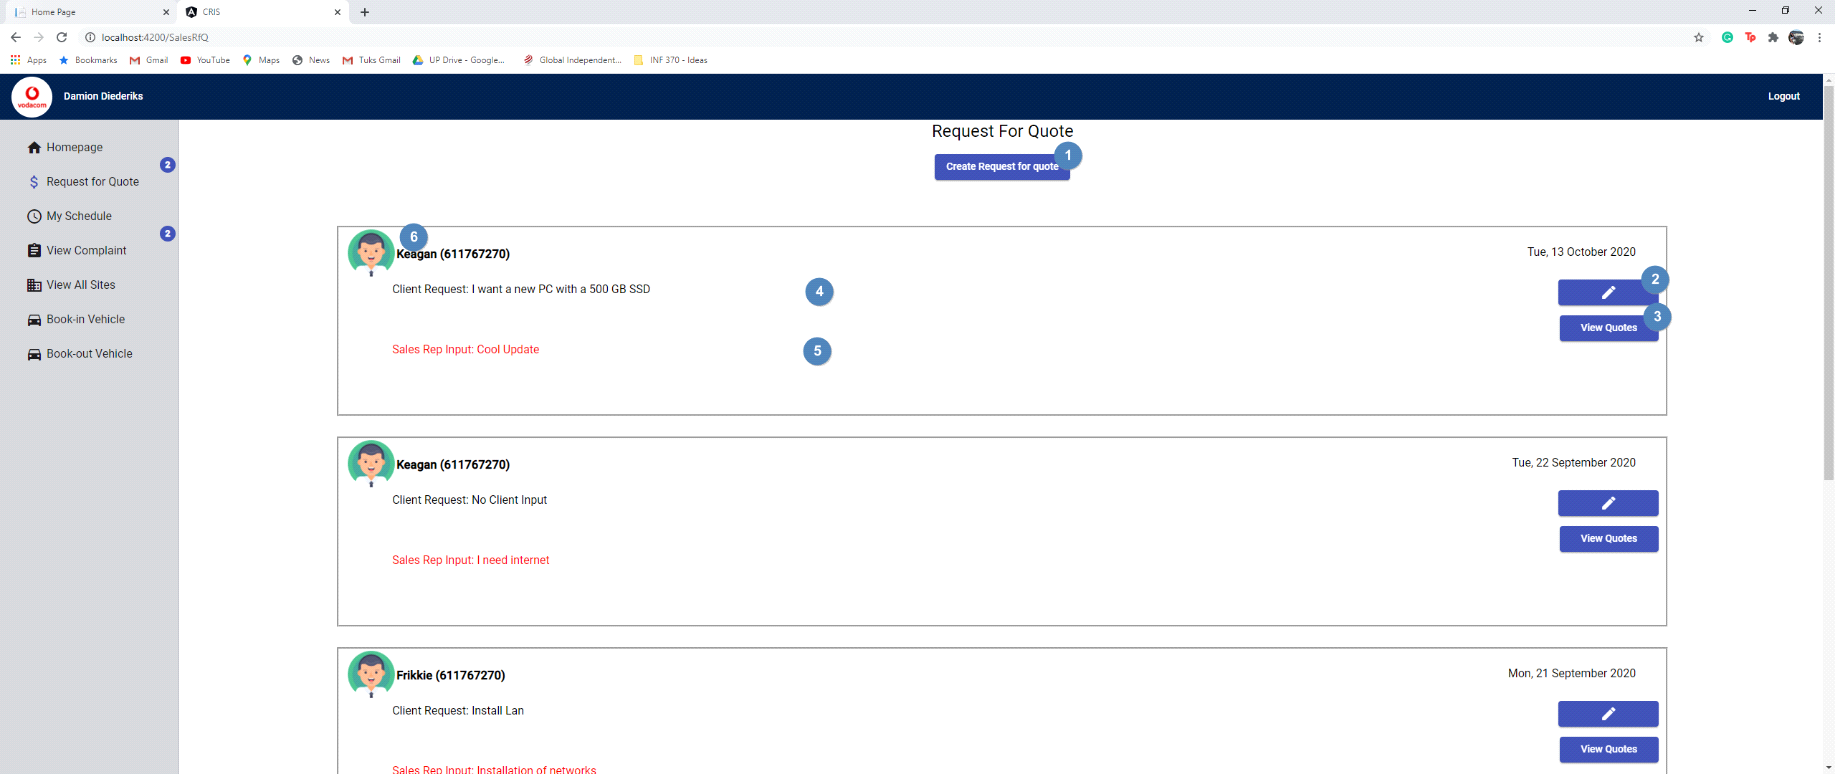 Home Page
CRIS
localhost:4200/SalesRfQ
Apps
Bookmarks
Gmail
YouTube
Maps
News
Tuks Gmail
UP Drive - Google...
Global Independent...
INF 370 - Ideas
vodacom
Damion Diederiks
Logout
Homepage
2
Request for Quote
My Schedule
2
View Complaint
View All Sites
Book-in Vehicle
Book-out Vehicle
Request For Quote
Create Request for quote
1
6
Keagan (611767270)
Tue, 13 October 2020
Client Request: I want a new PC with a 500 GB SSD
4
2
3
View Quotes
Sales Rep Input: Cool Update
5
Keagan (611767270)
Tue, 22 September 2020
Client Request: No Client Input
View Quotes
Sales Rep Input: I need internet
Frikkie (611767270)
Mon, 21 September 2020
Client Request: Install Lan
View Quotes
Sales Rep Input: Installation of networks